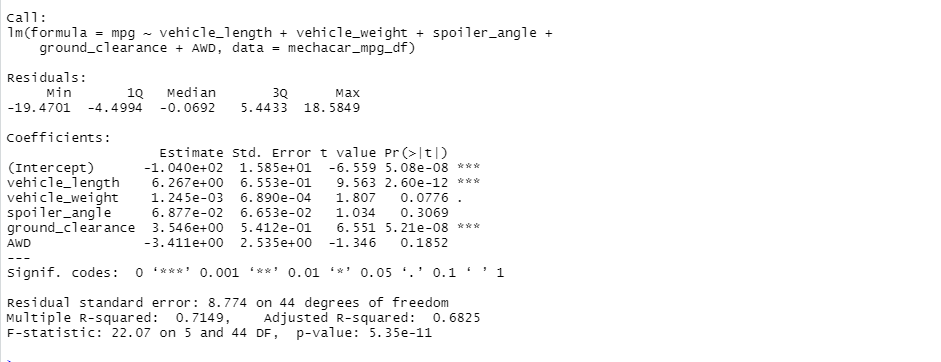 Call:
lm(formula = mpg ~ vehicle_length + vehicle_weight + spoiler_angle +
    ground_clearance + AWD, data = mechacar_mpg_df)
Residuals:
     Min       1Q   Median       3Q      Max
-19.4701  -4.4994  -0.0692   5.4433  18.5849
Coefficients:
                   Estimate Std. Error t value Pr(>|t|)
(Intercept)      -1.040e+02  1.585e+01  -6.559 5.08e-08 ***
vehicle_length    6.267e+00  6.553e-01   9.563 2.60e-12 ***
vehicle_weight    1.245e-03  6.890e-04   1.807   0.0776 .
spoiler_angle     6.877e-02  6.653e-02   1.034   0.3069
ground_clearance  3.546e+00  5.412e-01   6.551 5.21e-08 ***
AWD              -3.411e+00  2.535e+00  -1.346   0.1852
---
Signif. codes:  0 ‘***’ 0.001 ‘**’ 0.01 ‘*’ 0.05 ‘.’ 0.1 ‘ ’ 1
Residual standard error: 8.774 on 44 degrees of freedom
Multiple R-squared:  0.7149,    Adjusted R-squared:  0.6825
F-statistic: 22.07 on 5 and 44 DF,  p-value: 5.35e-11